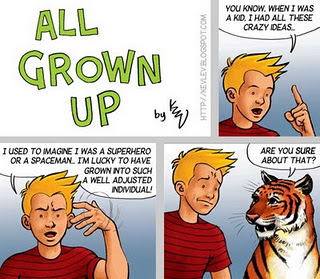 ALL
GROWN
UP
by KEV
HTTP://KEVLEV.BLOGSPOT.COM
YOU KNOW, WHEN I WAS
A KID, I HAD ALL THESE
CRAZY IDEAS..
I USED TO IMAGINE I WAS A SUPERHERO
OR A SPACEMAN.. I'M LUCKY TO HAVE
GROWN INTO SUCH
A WELL ADJUSTED
INDIVIDUAL!
ARE YOU SURE
ABOUT THAT?